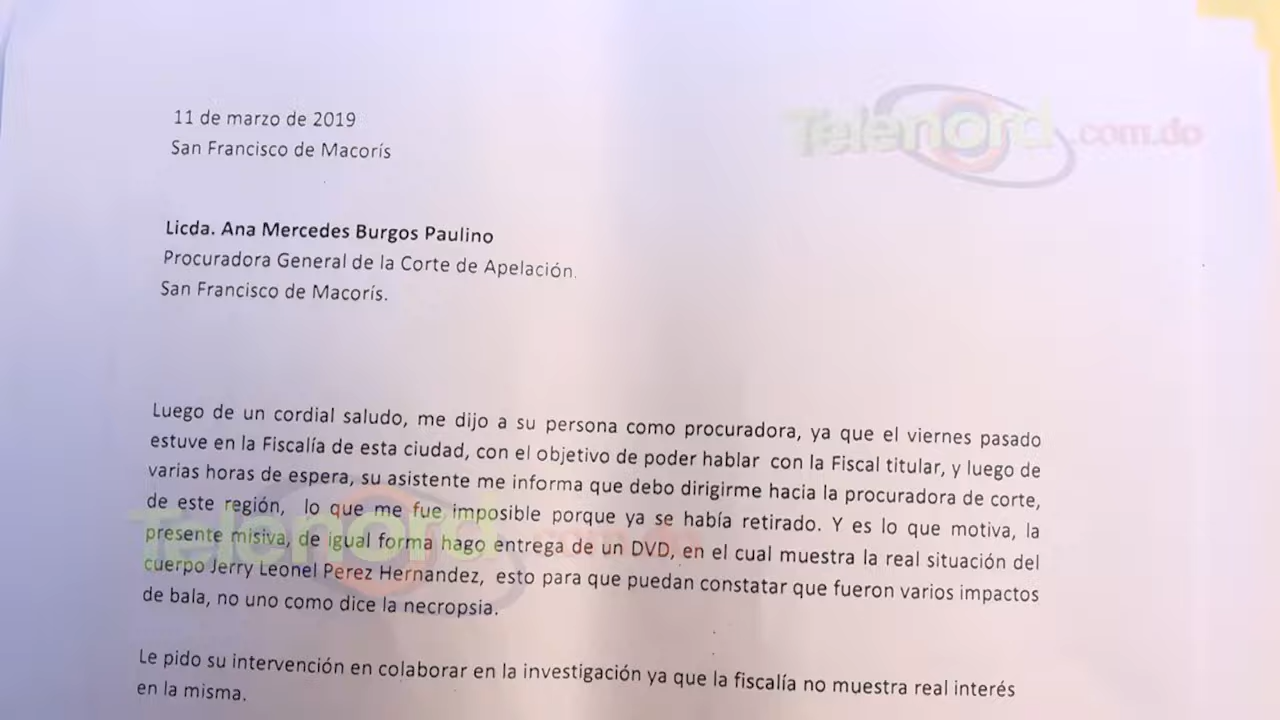 11 de marzo de 2019
Telenord.com.do
San Francisco de Macorís
Licda. Ana Mercedes Burgos Paulino
Procuradora General de la Corte de Apelación.
San Francisco de Macorís.
Luego de un cordial saludo, me dijo a su persona como procuradora, ya que el viernes pasado
estuve en la Fiscalía de esta ciudad, con el objetivo de poder hablar con la Fiscal titular, y luego de
varias horas de espera, su asistente me informa que debo dirigirme hacia la procuradora de corte,
de este región, lo que me fue imposible porque ya se había retirado. Y es lo que motiva, la
presente misiva, de igual forma hago entrega de un DVD, en el cual muestra la real situación del
Telenord.com.do
cuerpo Jerry Leonel Perez Hernandez, esto para que puedan constatar que fueron varios impactos
de bala, no uno como dice la necropsia.
Le pido su intervención en colaborar en la investigación ya que la fiscalía no muestra real interés
en la misma.